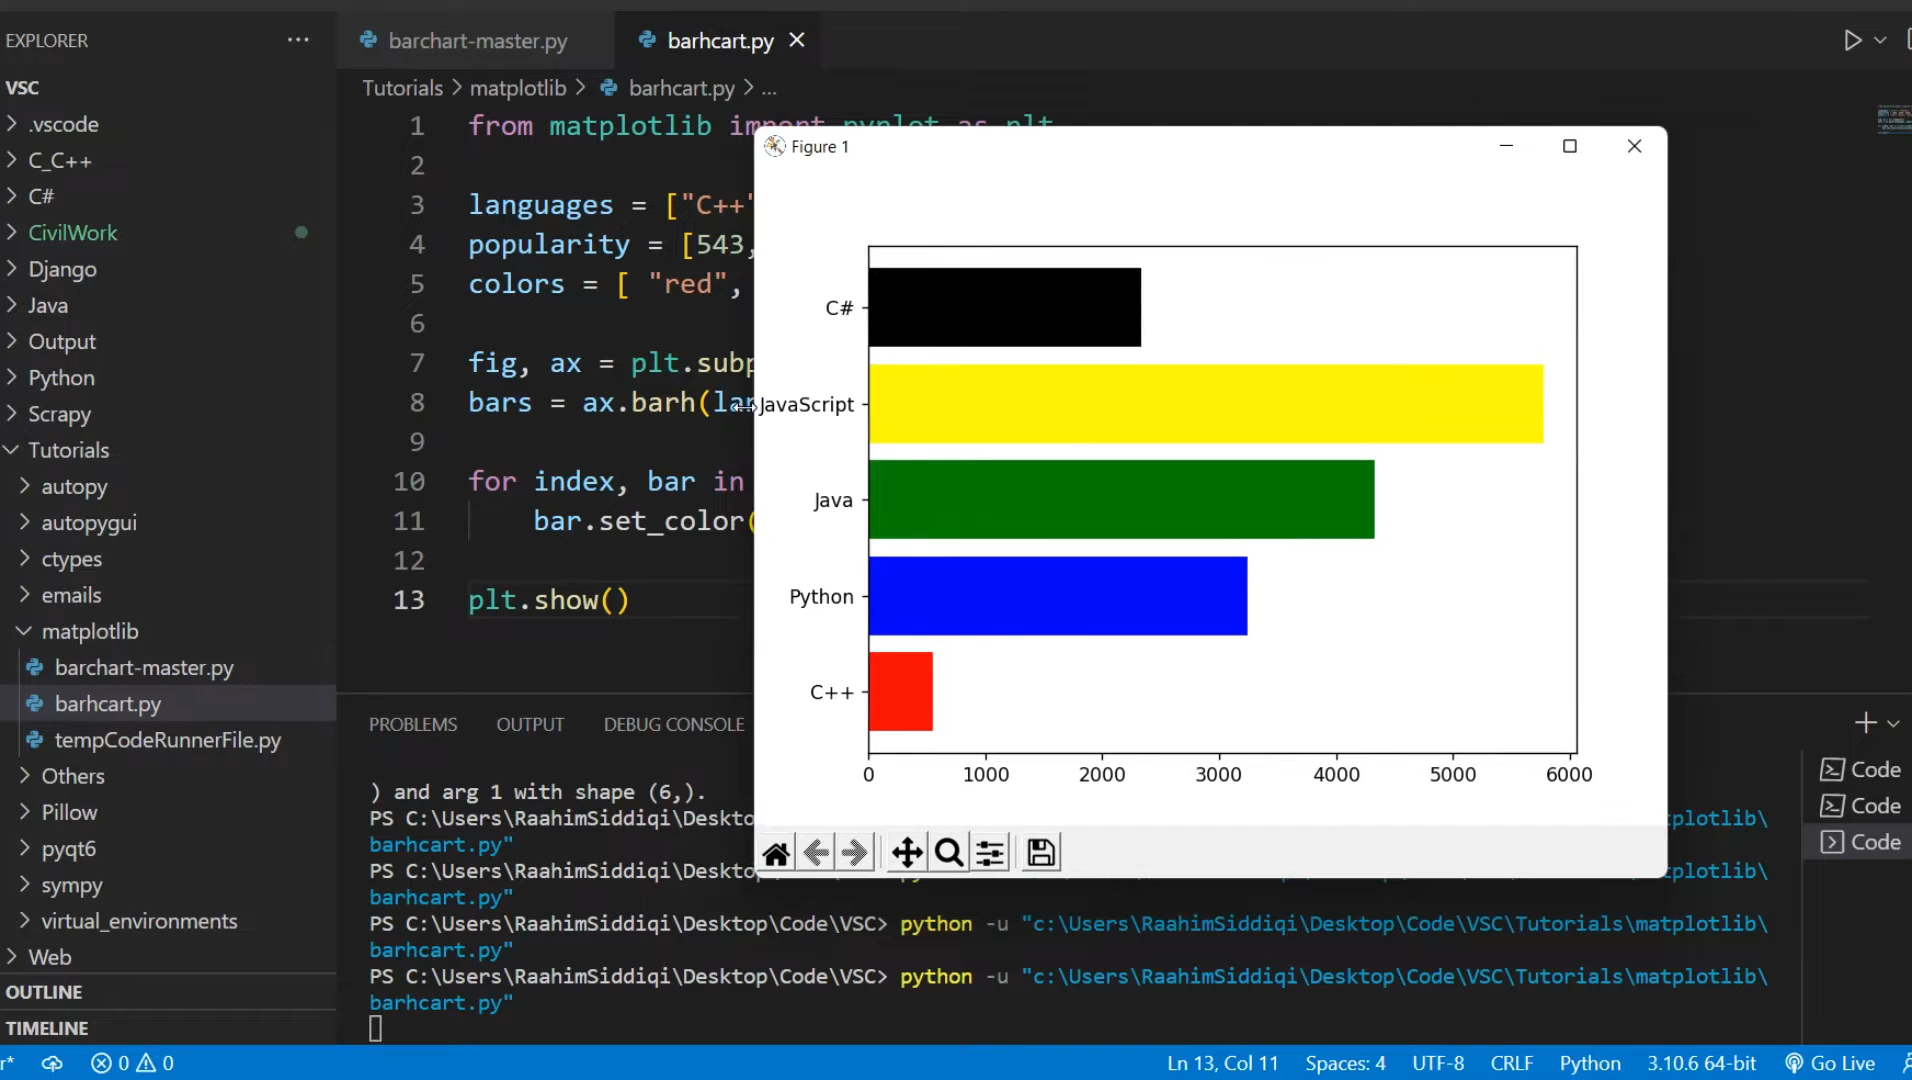 EXPLORER
VSC
.vscode
C_C++
C#
CivilWork
Django
Java
Output
Python
Scrapy
Tutorials
autopy
autopygui
ctypes
emails
matplotlib
barchart-master.py
barhcart.py
tempCodeRunnerFile.py
Others
Pillow
pyqt6
sympy
virtual_environments
Web
OUTLINE
TIMELINE
barchart-master.py
barhcart.py
Tutorials > matplotlib > barhcart.py > ...
1 from matplotlib import pyplot as plt
2
3 languages = ["C++"
4 popularity = [543,
5 colors = [ "red",
6
7 fig, ax = plt.subp
8 bars = ax.barh(lan
9
10 for index, bar in
11 bar.set_color(
12
13 plt.show()
Figure 1
C#
JavaScript
Java
Python
C++
0 1000 2000 3000 4000 5000 6000
PROBLEMS OUTPUT DEBUG CONSOLE
) and arg 1 with shape (6,).
PS C:\Users\RaahimSiddiqi\Deskto plotlib\
barhcart.py"
PS C:\Users\RaahimSiddiqi\Deskto plotlib\
barhcart.py"
PS C:\Users\RaahimSiddiqi\Desktop\Code\VSC> python -u "c:\Users\RaahimSiddiqi\Desktop\Code\VSC\Tutorials\matplotlib\
barhcart.py"
PS C:\Users\RaahimSiddiqi\Desktop\Code\VSC> python -u "c:\Users\RaahimSiddiqi\Desktop\Code\VSC\Tutorials\matplotlib\
barhcart.py"
Code
Code
Code
r* 0 0 Ln 13, Col 11 Spaces: 4 UTF-8 CRLF Python 3.10.6 64-bit Go Live